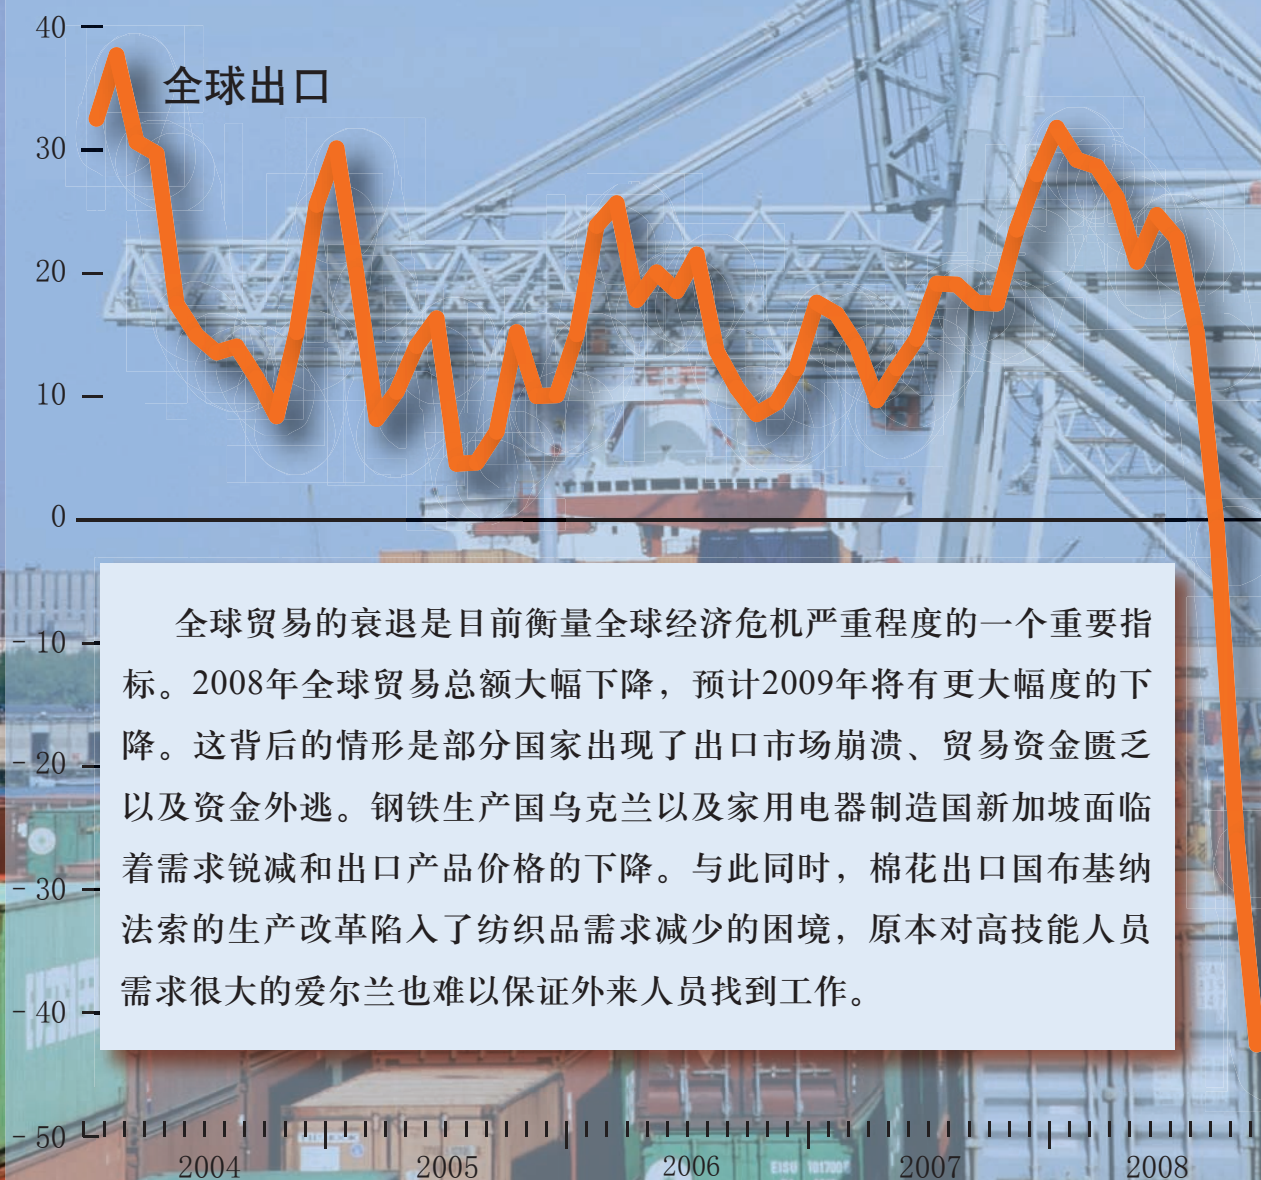 40
全球出口
30
20
10
0
全球贸易的衰退是目前衡量全球经济危机严重程度的一个重要指
- 10
标。2008年全球贸易总额大幅下降，预计2009年将有更大幅度的下
降。这背后的情形是部分国家出现了出口市场崩溃、贸易资金匮乏
- 20
以及资金外逃。钢铁生产国乌克兰以及家用电器制造国新加坡面临
着需求锐减和出口产品价格的下降。与此同时，棉花出口国布基纳
- 30
法索的生产改革陷入了纺织品需求减少的困境，原本对高技能人员
需求很大的爱尔兰也难以保证外来人员找到工作。
- 40
- 50
2004 2005 2006 2007 2008
EISU 101700